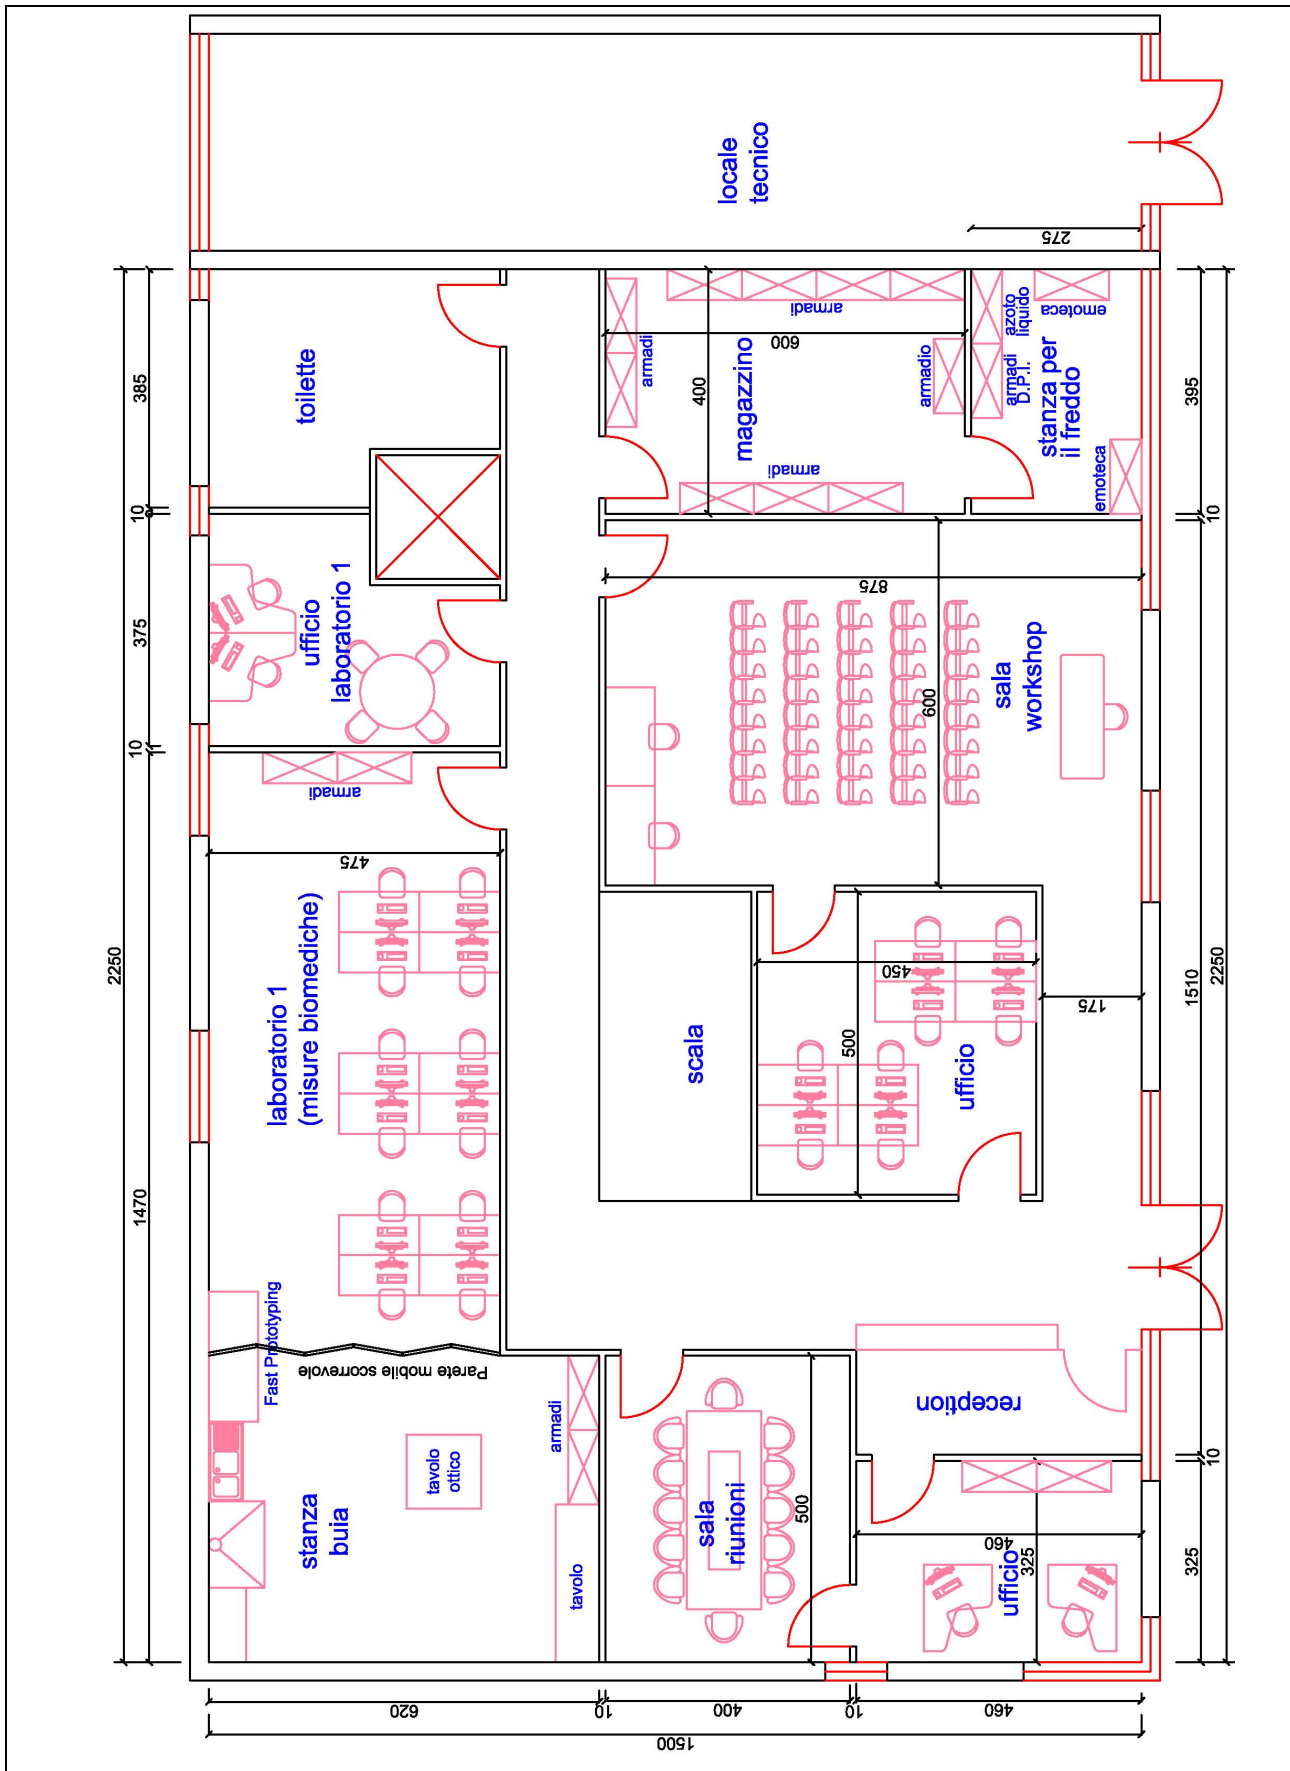 locale
tecnico
275
2250
385
10
375
10
1470
toilette
armadi
armadi
600
400
magazzino
armadio
armadi
azoto
liquido
armadi
D.P.I.
emoteca
stanza per
il freddo
emoteca
395
10
1510
2250
10
325
ufficio
laboratorio 1
armadi
475
laboratorio 1
(misure biomediche)
875
600
sala
workshop
scala
450
500
175
ufficio
Fast Prototyping
Parete mobile scorrevole
stanza
buia
tavolo
ottico
armadi
tavolo
sala
riunioni
500
reception
460
325
ufficio
620
10
400
10
460
1500